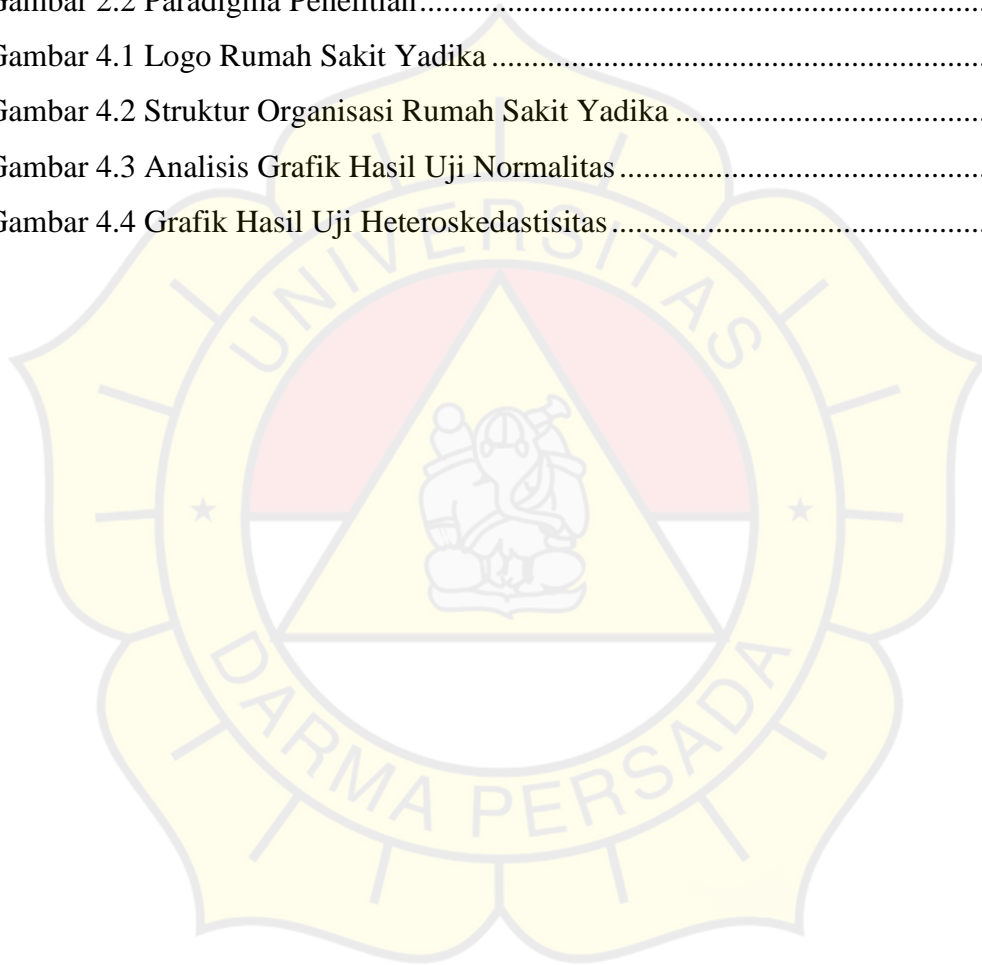 Gambar 2.2 Paradigma Penelitian........................................................................
Gambar 4.1 Logo Rumah Sakit Yadika ...............................................................
Gambar 4.2 Struktur Organisasi Rumah Sakit Yadika .......................................
Gambar 4.3 Analisis Grafik Hasil Uji Normalitas..............................................
Gambar 4.4 Grafik Hasil Uji Heteroskedastisitas...............................................
UNIVERSITAS
DARMA PERSADA